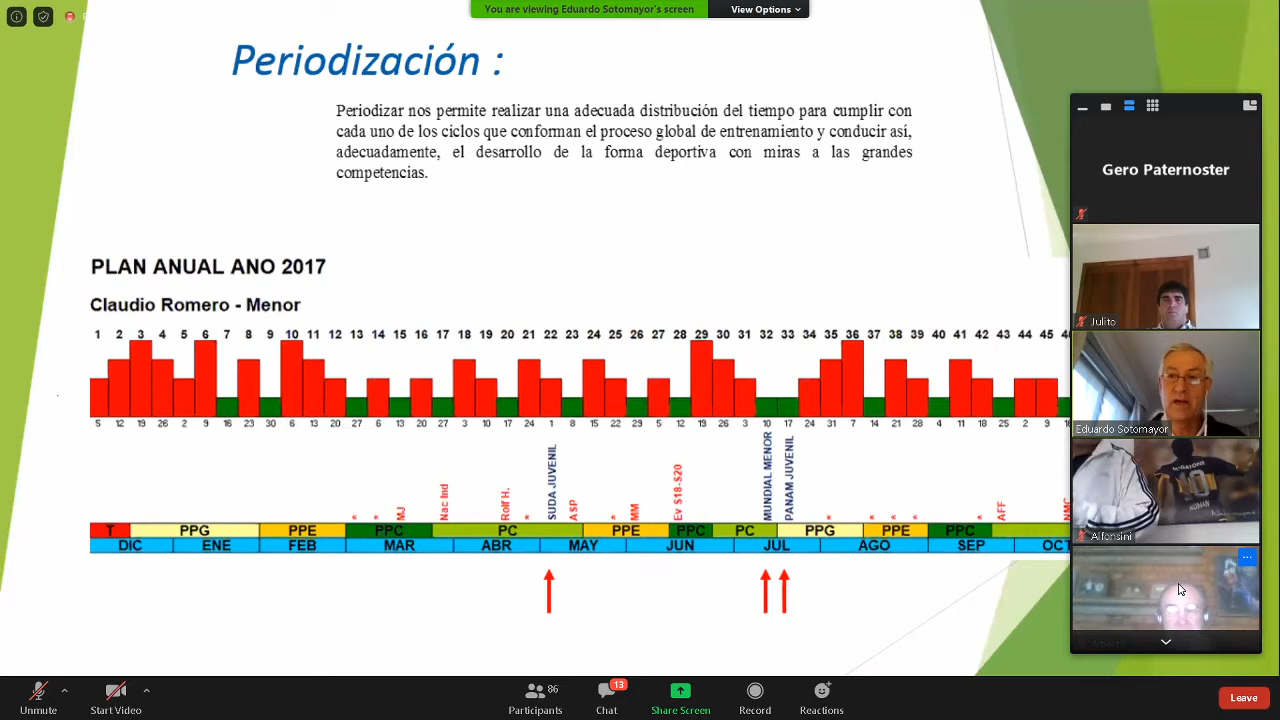 You are viewing Eduardo Sotomayor's screen
View Options
Periodización :
Periodizar nos permite realizar una adecuada distribución del tiempo para cumplir con
cada uno de los ciclos que conforman el proceso global de entrenamiento y conducir así,
adecuadamente, el desarrollo de la forma deportiva con miras a las grandes
competencias.
PLAN ANUAL ANO 2017
Claudio Romero - Menor
1 2 3 4 5 6 7 8 9 10 11 12 13 14 15 16 17 18 19 20 21 22 23 24 25 26 27 28 29 30 31 32 33 34 35 36 37 38 39 40 41 42 43 44 45
5 12 19 26 2 9 16 23 30 6 13 20 27 6 13 20 27 3 10 17 24 1 8 15 22 29 5 12 19 26 3 10 17 24 31 7 14 21 28 4 11 18 25 2 9
* * MJ Nac Ind Rolf H. * SUDA JUVENIL ASP * MM Ev S18-S20 MUNDIAL MENOR PANAM JUVENIL * * * * * AFF
T PPG PPE PPC PC PPE PPC PC PPG PPE PPC
DIC ENE FEB MAR ABR MAY JUN JUL AGO SEP OCT
Gero Paternoster
Julito
Eduardo Sotomayor
MARATONE
10
ROMAN
Alfonsini
Unmute
Start Video
86
Participants
13
Chat
Share Screen
Record
Reactions
Leave